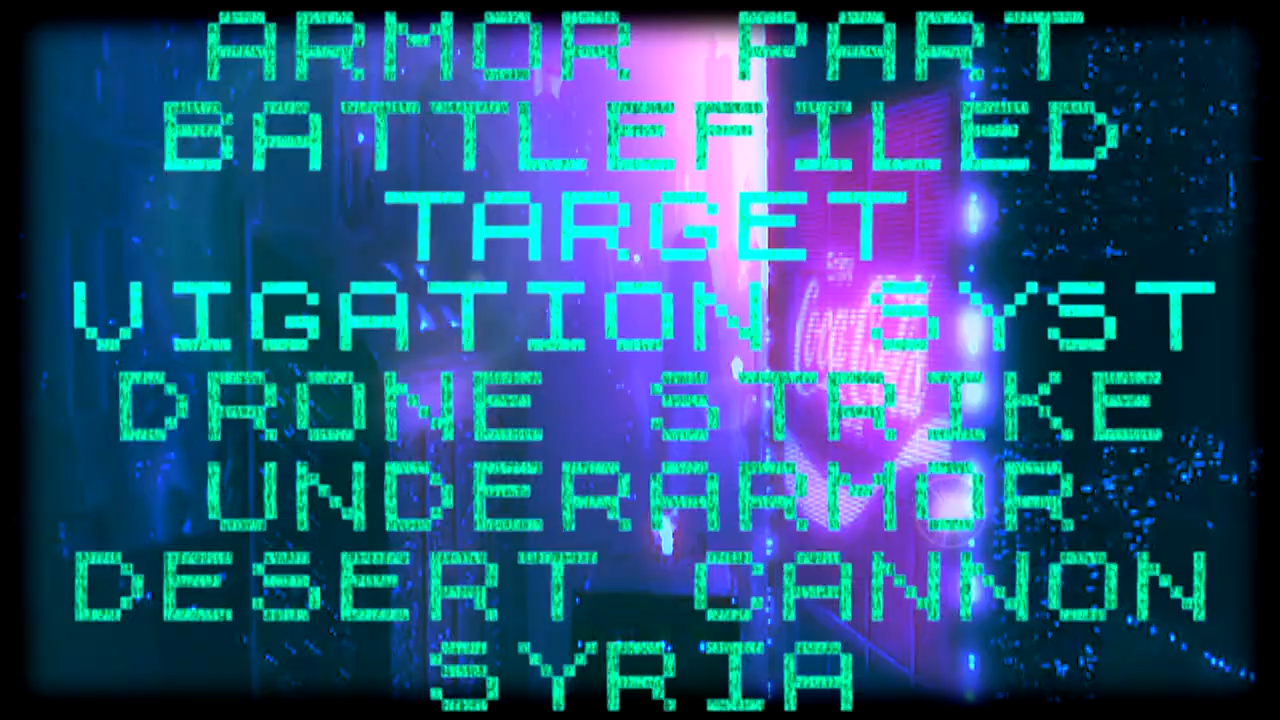 ARMOR PART
BATTLEFILED
TARGET
VIGATION SYST
DRONE STRIKE
UNDERARMOR
DESERT CANNON
SYRIA